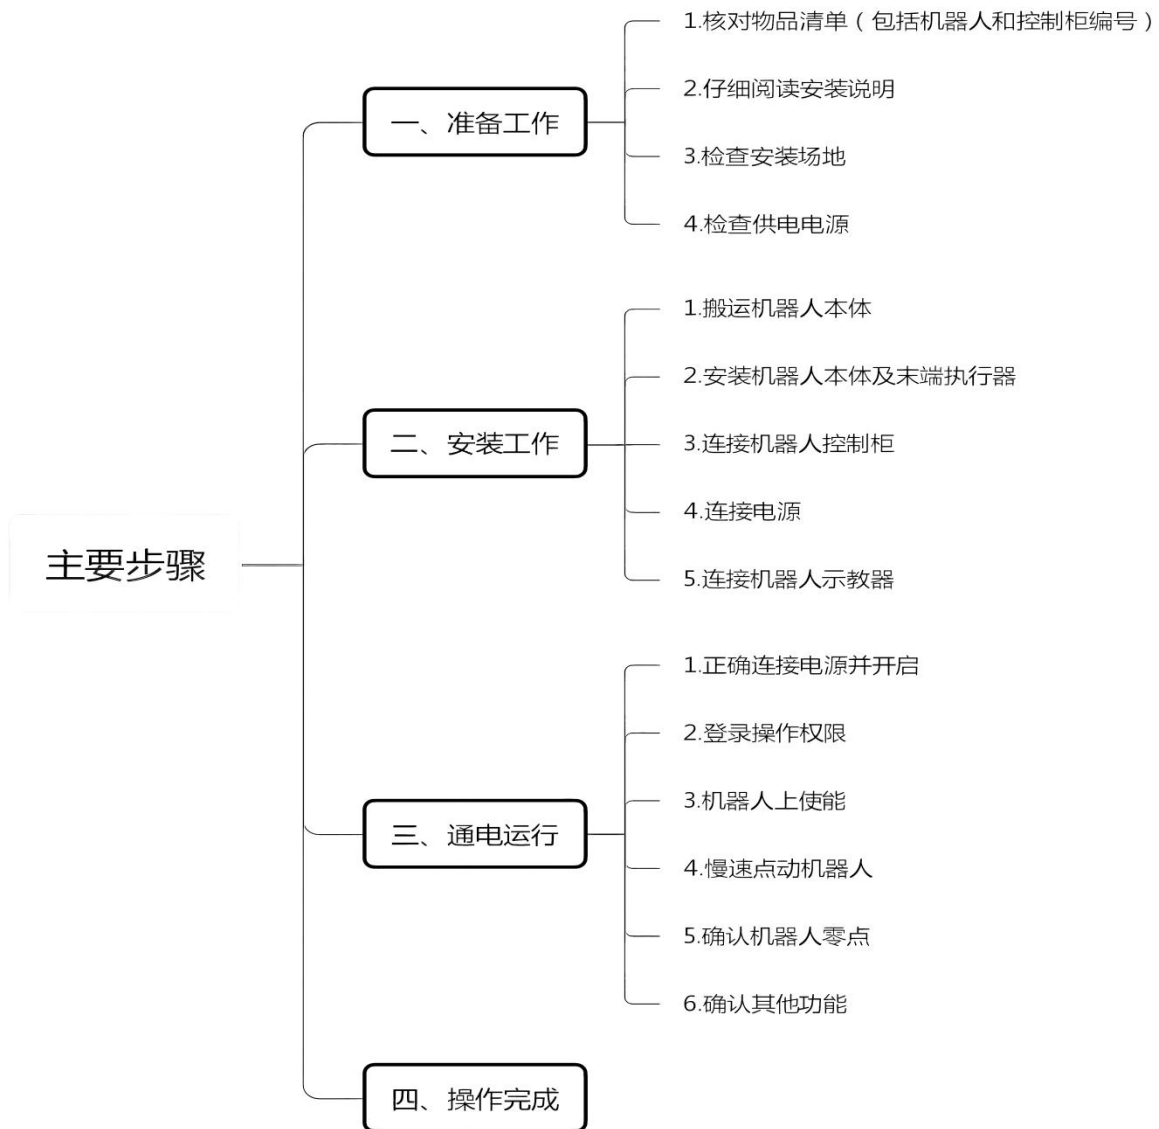 主要步骤
一、准备工作
1.核对物品清单（包括机器人和控制柜编号）
2.仔细阅读安装说明
3.检查安装场地
4.检查供电电源
二、安装工作
1.搬运机器人本体
2.安装机器人本体及末端执行器
3.连接机器人控制柜
4.连接电源
5.连接机器人示教器
三、通电运行
1.正确连接电源并开启
2.登录操作权限
3.机器人上使能
4.慢速点动机器人
5.确认机器人零点
6.确认其他功能
四、操作完成